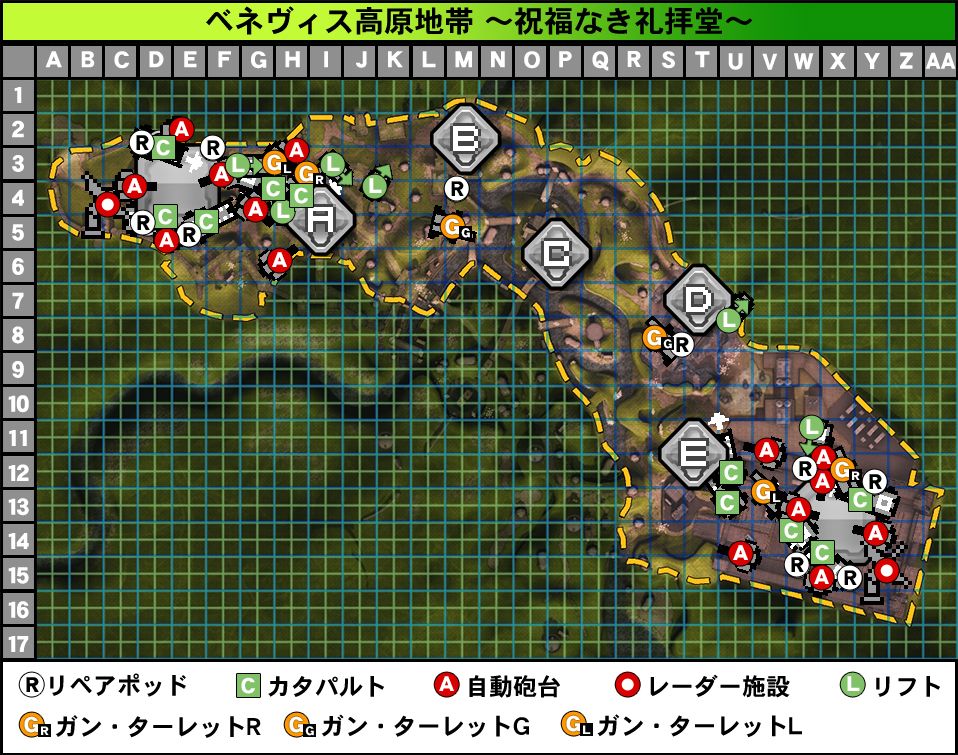 ベネヴィス高原地帯 ～祝福なき礼拝堂～
A B C D E F G H I J K L M N O P Q R S T U V W X Y Z AA
1
2 A B
R C R
3 L G L A G R L
A A C C L R
4 R C C A L A
5 R A G G
C
6 A
7 D
L
8 G G R
9
10
11 E L
A A
12 C R A G R R
G L
13 C A C
14 C A
A C
15 R A R
16
17
R リペアポッド C カタパルト A 自動砲台 レーダー施設 L リフト
G R ガン・ターレットR G G ガン・ターレットG G L ガン・ターレットL